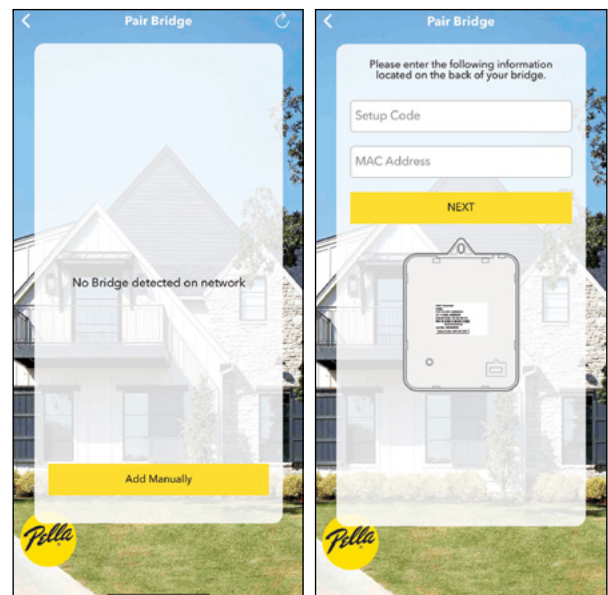 Pair Bridge
No Bridge detected on network
Add Manually
Pella
Pair Bridge
Please enter the following information
located on the back of your bridge.
Setup Code
MAC Address
NEXT
Pella